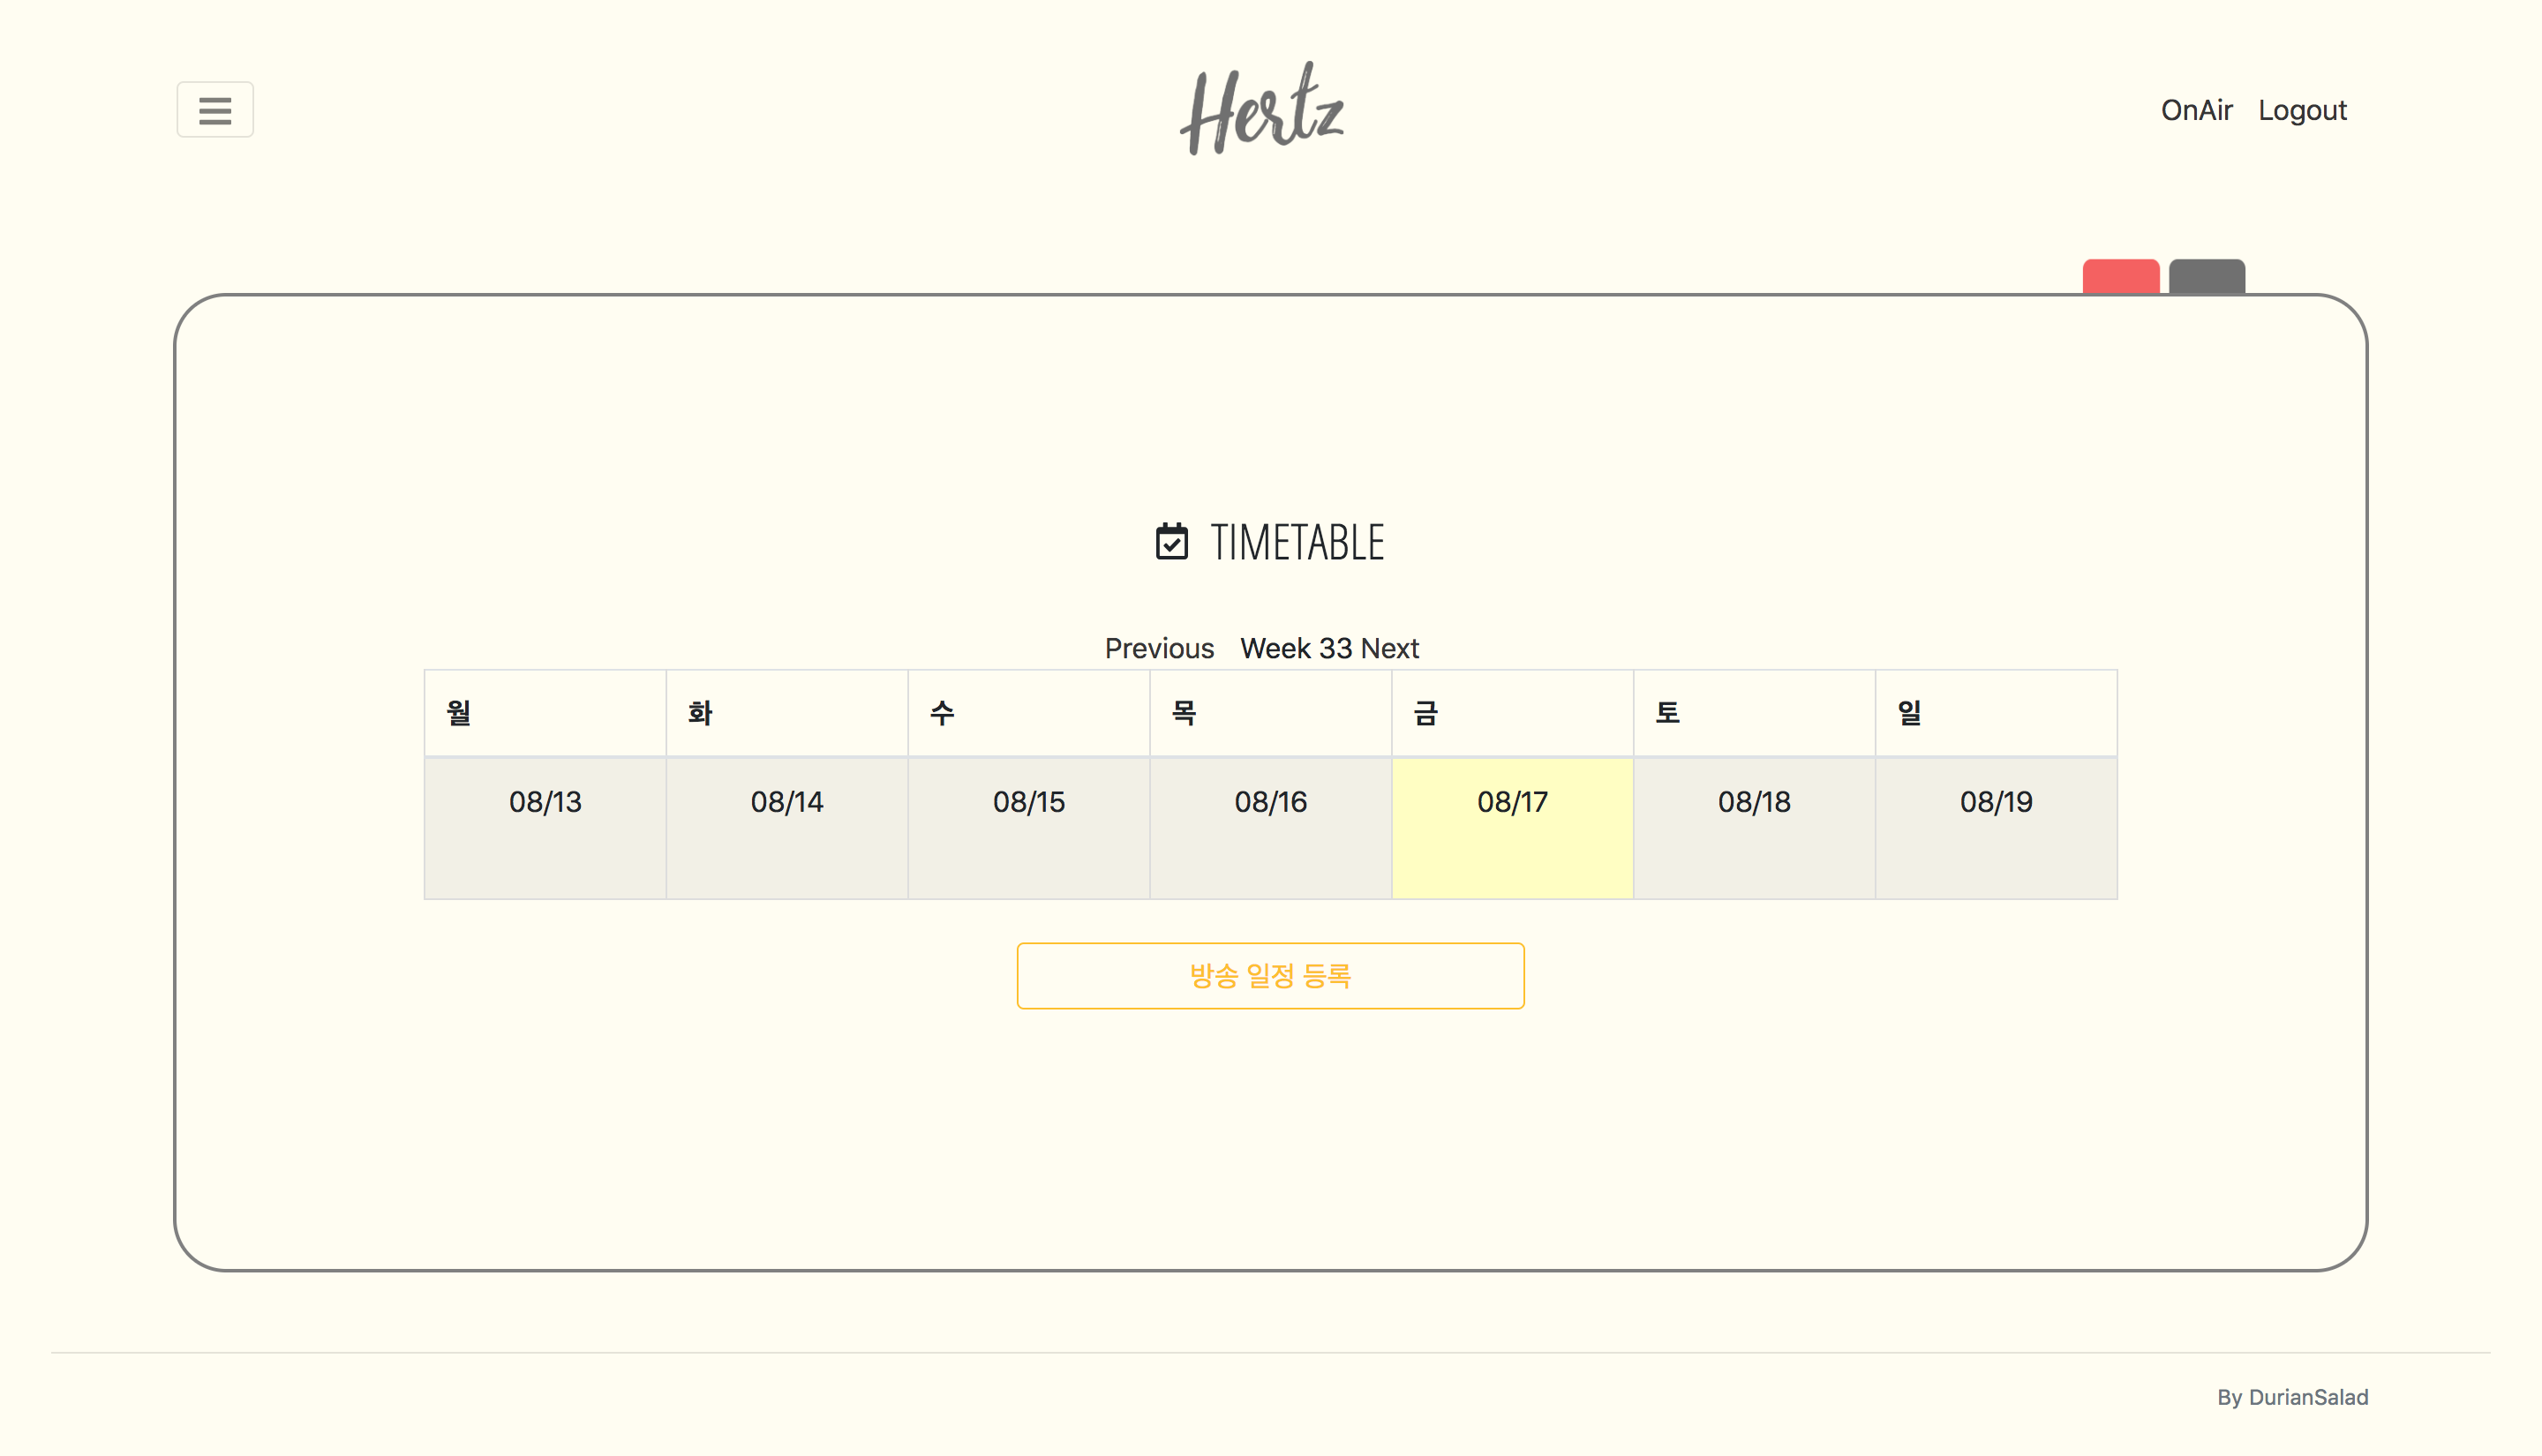 Hertz
OnAir Logout
TIMETABLE
Previous Week 33 Next
월 화 수 목 금 토 일
08/13 08/14 08/15 08/16 08/17 08/18 08/19
방송 일정 등록
By DurianSalad